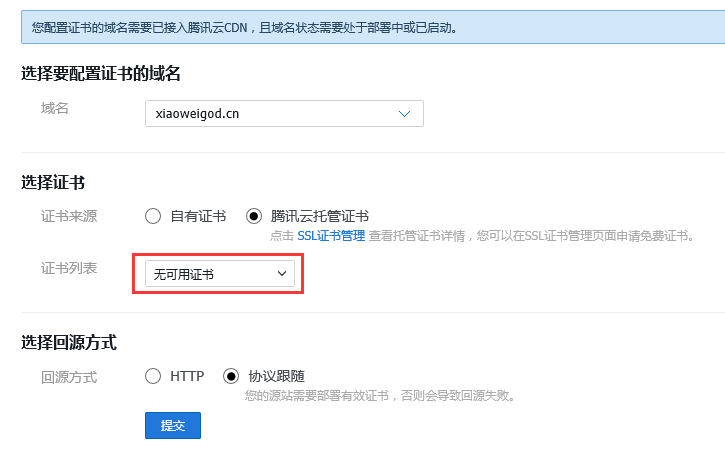 您配置证书的域名需要已接入腾讯云CDN，且域名状态需要处于部署中或已启动。
选择要配置证书的域名
域名 xiaoweigod.cn
选择证书
证书来源 自有证书 腾讯云托管证书
点击 SSL证书管理 查看托管证书详情，您可以在SSL证书管理页面申请免费证书。
证书列表 无可用证书
选择回源方式
回源方式 HTTP 协议跟随
您的源站需要部署有效证书，否则会导致回源失败。
提交